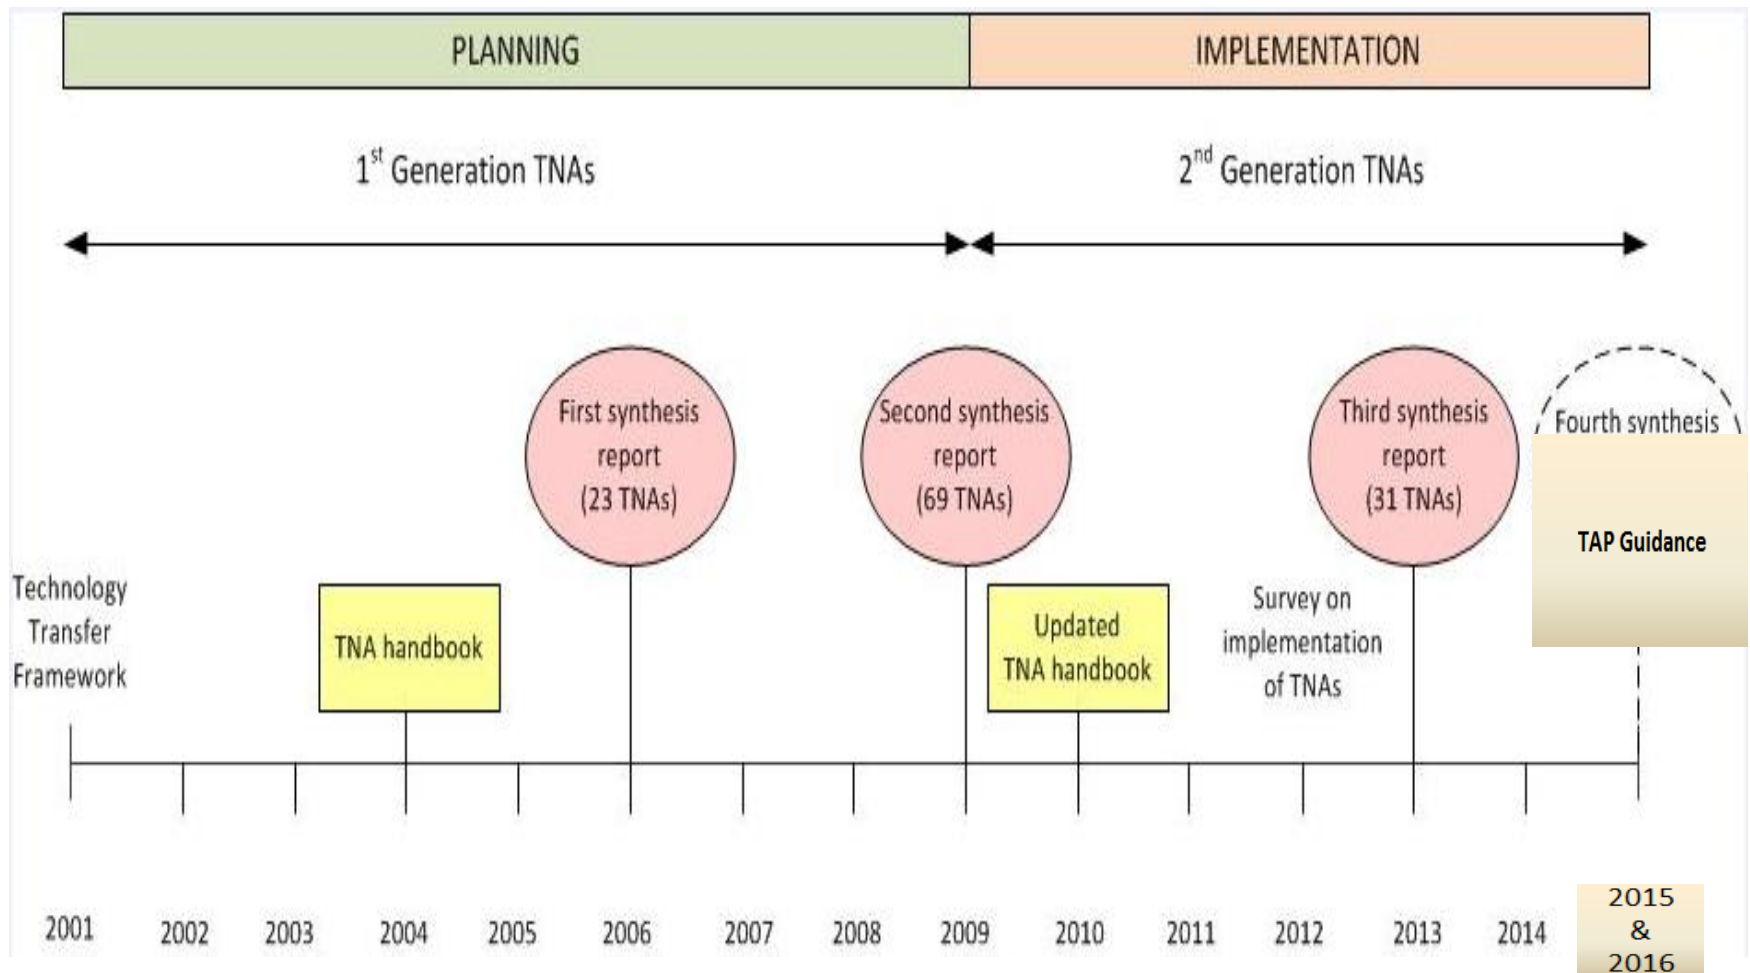 PLANNING
IMPLEMENTATION
1st Generation TNAs
2nd Generation TNAs
First synthesis
report
(23 TNAs)
Second synthesis
report
(69 TNAs)
Third synthesis
report
(31 TNAs)
Fourth synthesis
TAP Guidance
Technology
Transfer
Framework
TNA handbook
Updated
TNA handbook
Survey on
implementation
of TNAs
2001
2002
2003
2004
2005
2006
2007
2008
2009
2010
2011
2012
2013
2014
2015
&
2016